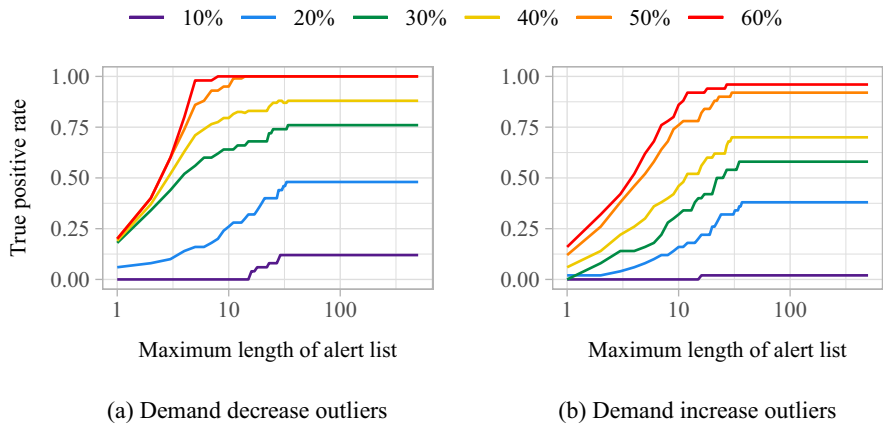 10% 20% 30% 40% 50% 60%
True positive rate
1.00
0.75
0.50
0.25
0.00
1 10 100
Maximum length of alert list
(a) Demand decrease outliers
1.00
0.75
0.50
0.25
0.00
1 10 100
Maximum length of alert list
(b) Demand increase outliers